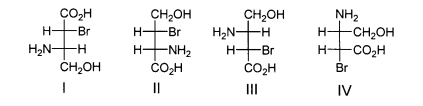 CO₂H
H Br
H₂N H
CH₂OH
I
CH₂OH
H Br
H NH₂
CO₂H
II
CH₂OH
H₂N H
H Br
CO₂H
III
NH₂
H CH₂OH
H CO₂H
Br
IV